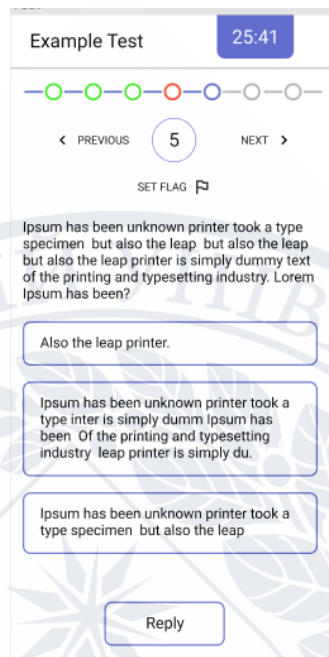 Example Test
25:41
PREVIOUS
5
NEXT
SET FLAG
Ipsum has been unknown printer took a type
specimen but also the leap but also the leap
but also the leap printer is simply dummy text
of the printing and typesetting industry. Lorem
Ipsum has been?
Also the leap printer.
Ipsum has been unknown printer took a
type inter is simply dumm Ipsum has
been Of the printing and typesetting
industry leap printer is simply du.
Ipsum has been unknown printer took a
type specimen but also the leap
Reply